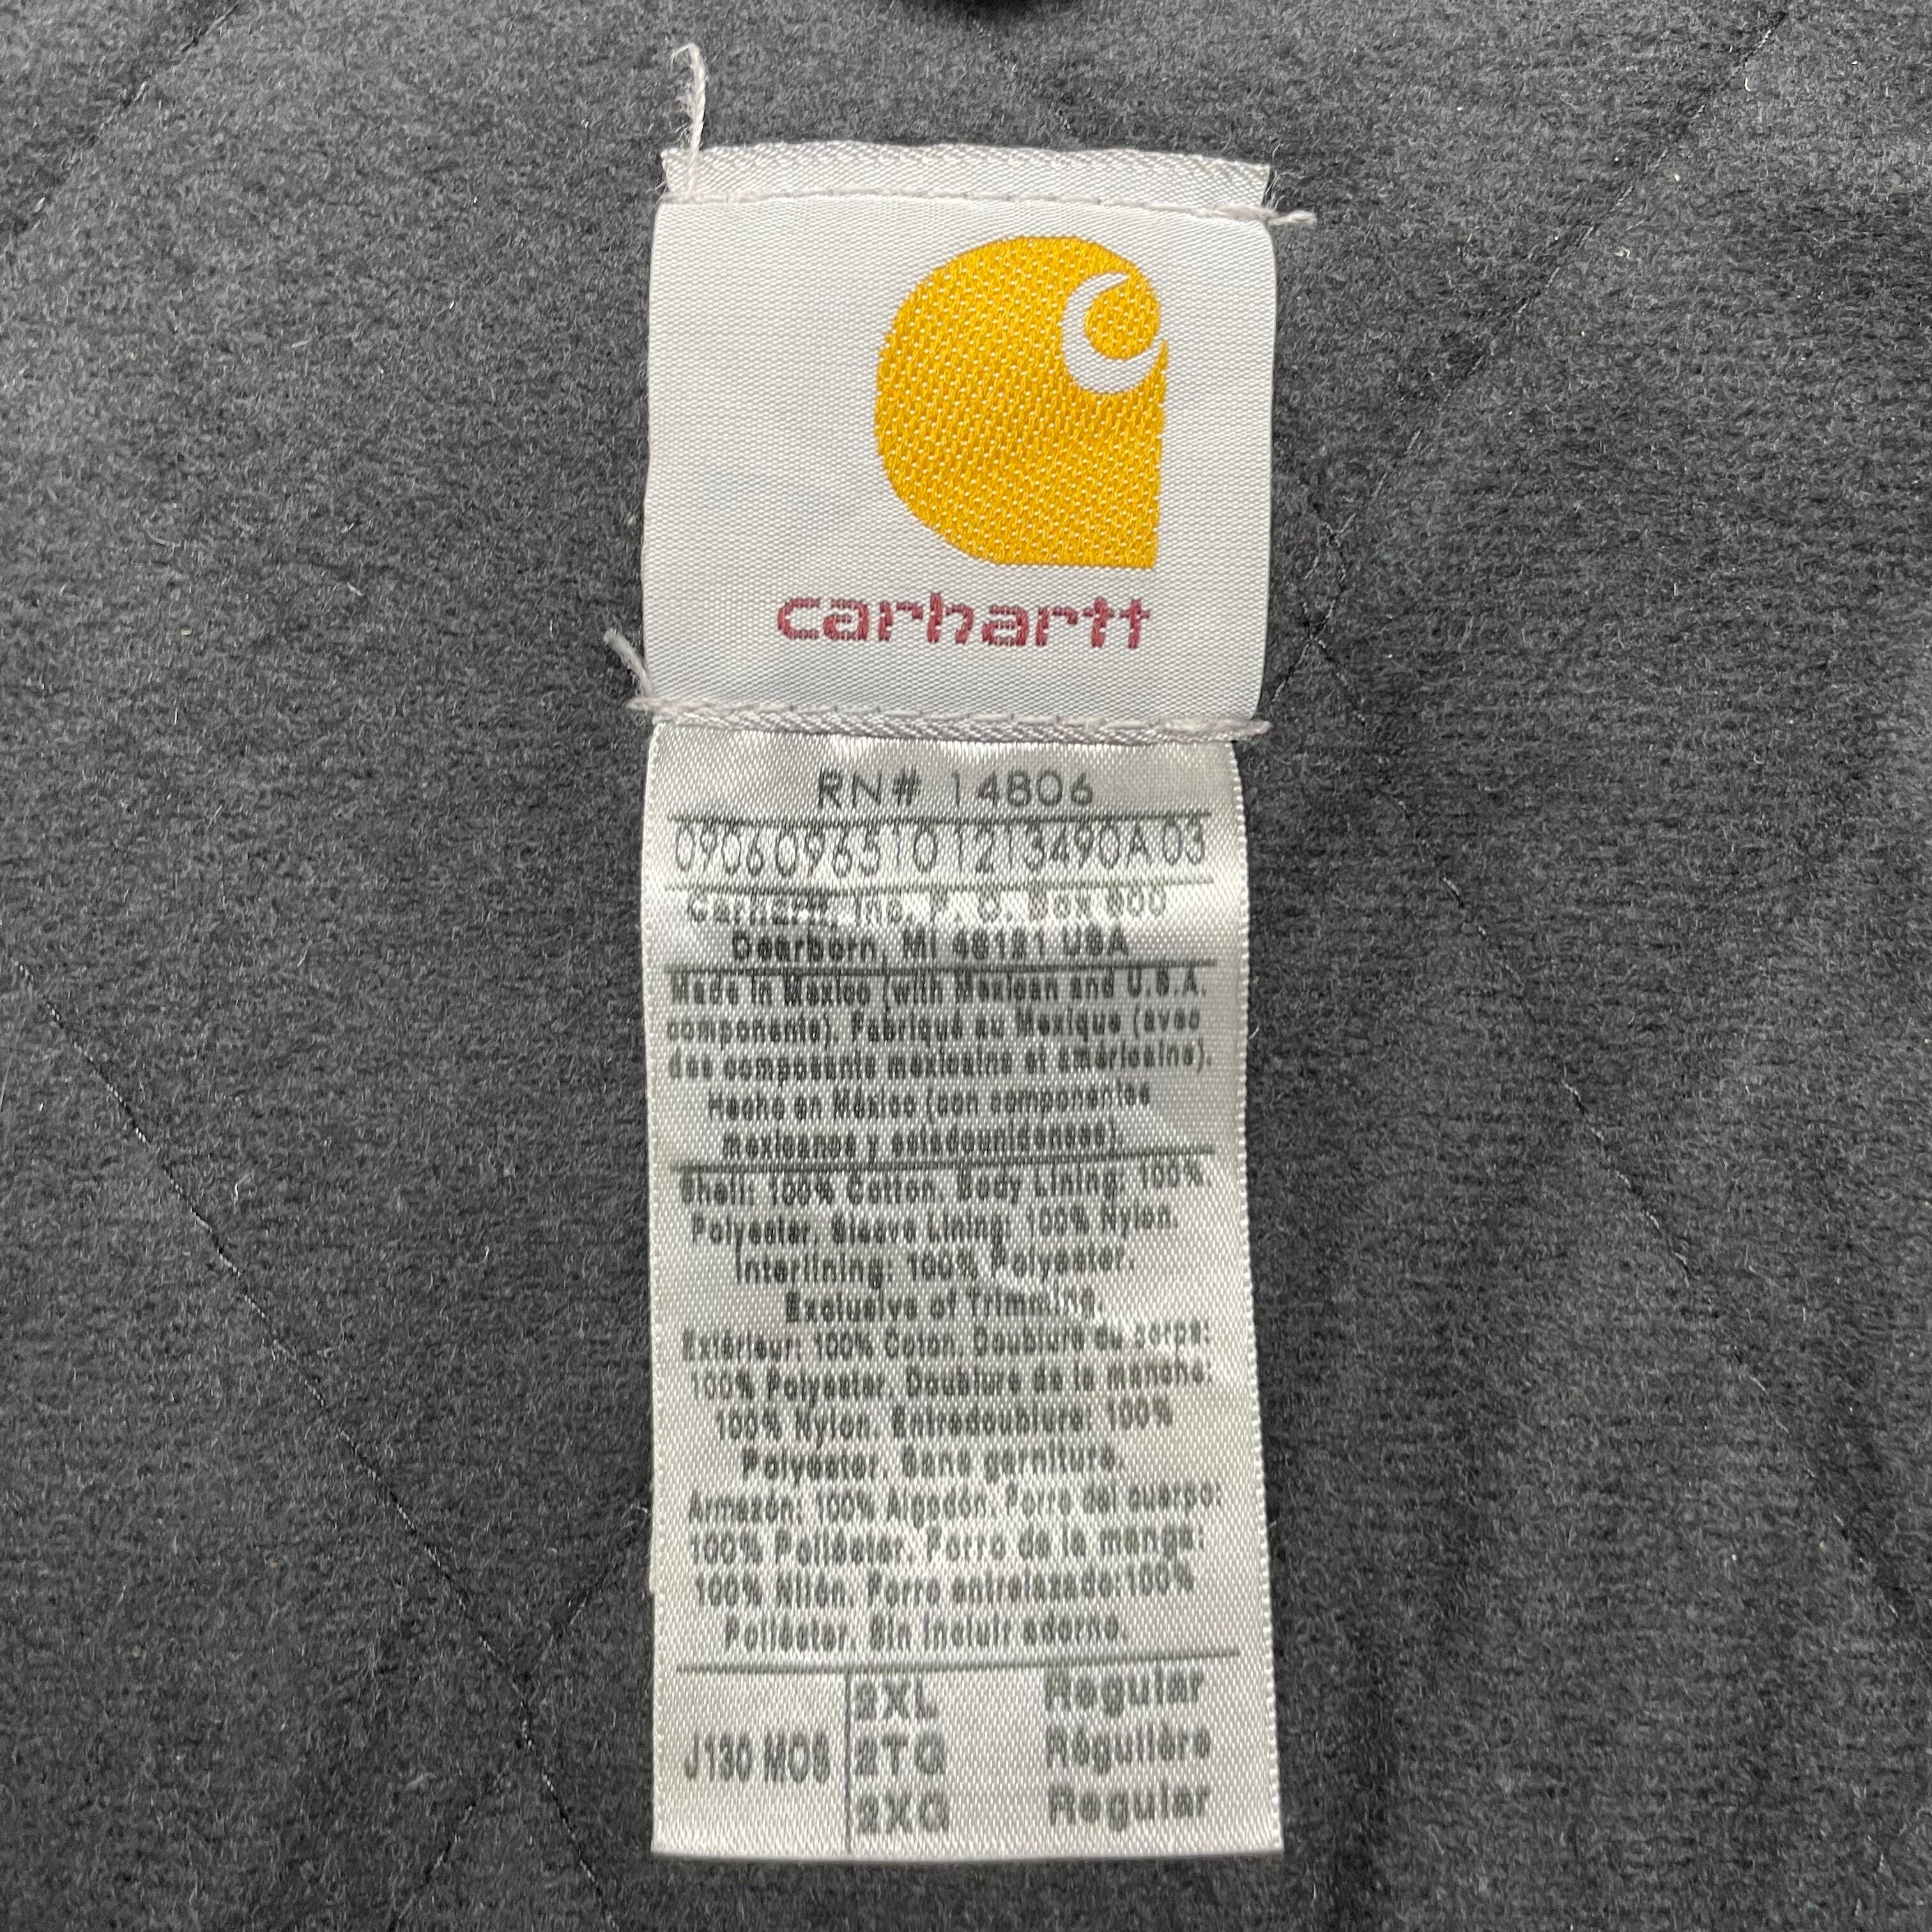 carhartt
RN# 14806
0906096510 1213490A03
Carhartt, Inc. P. O. Box 600
Dearborn, MI 48121 USA
Made in Mexico (with Mexican and U.S.A.
components). Fabriqué au Mexique (avec
des composants mexicains et américains).
Hecho en México (con componentes
mexicanos y estadounidenses).
Shell: 100% Cotton. Body Lining: 100%
Polyester. Sleeve Lining: 100% Nylon.
Interlining: 100% Polyester.
Exclusive of Trimming.
Extérieur: 100% Coton. Doublure de corps:
100% Polyester. Doublure de la manche:
100% Nylon. Entredoublure: 100%
Polyester. Sans garniture.
Armazón: 100% Algodón. Forro del cuerpo:
100% Poliester. Forro de la manga:
100% Nilón. Forro entrelazado:100%
Poliester. Sin incluir adorno.
J130 MOS
2XL Regular
2TG Régulière
2XG Regular